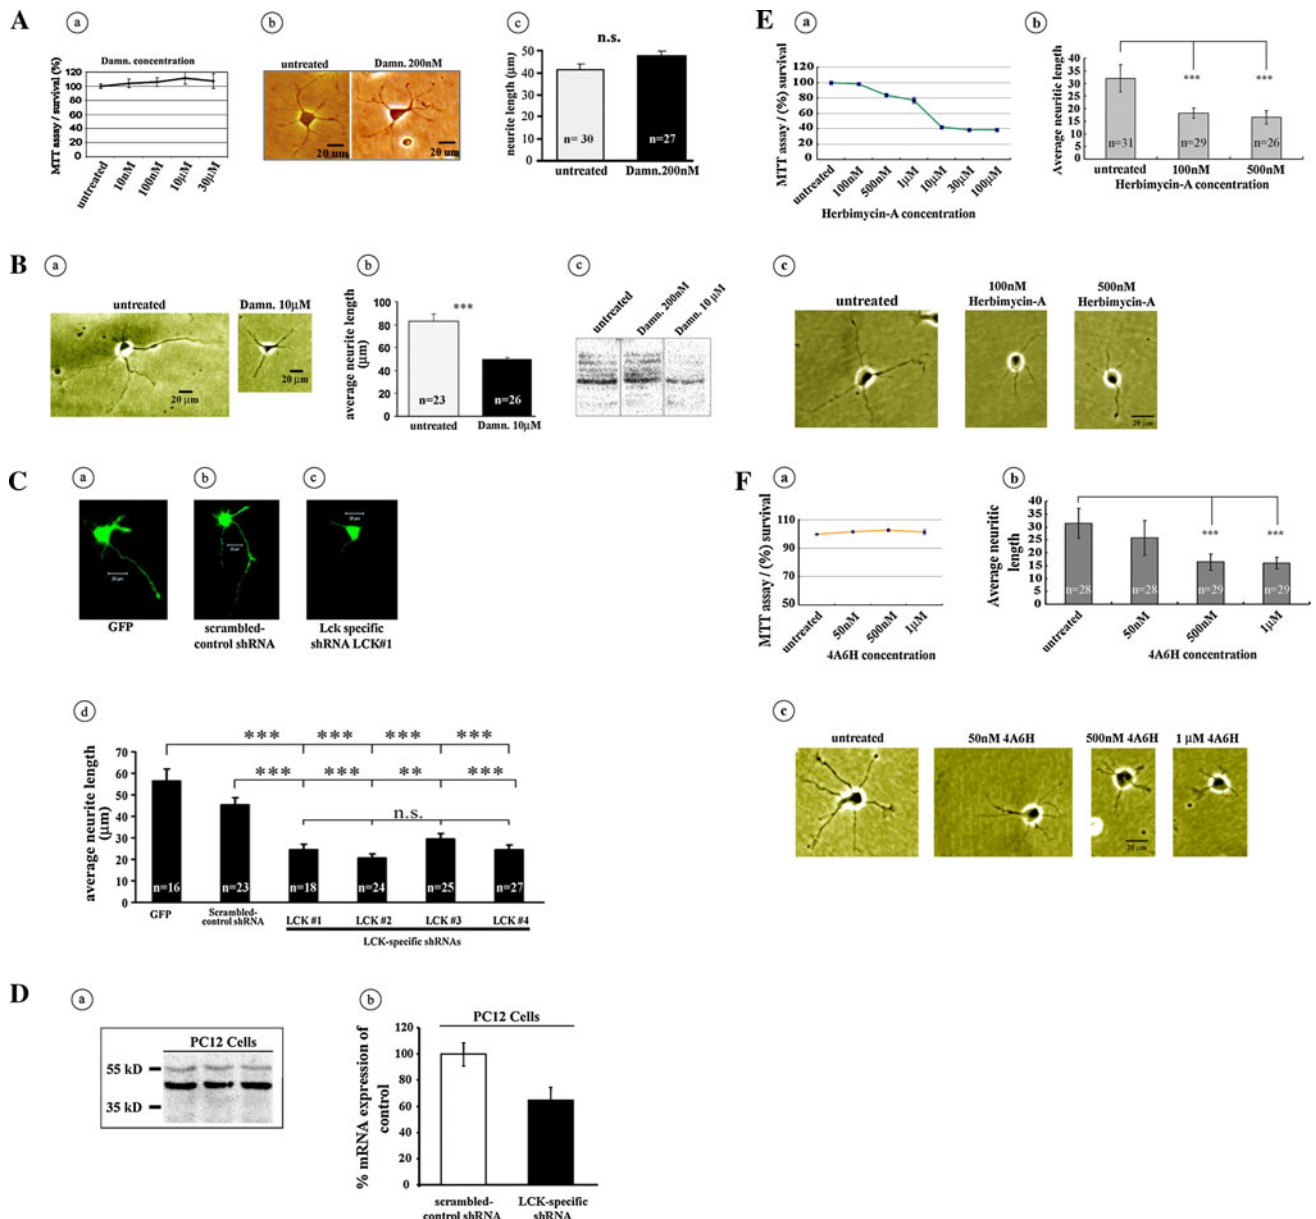 A
a
Damn. concentration
MTT assay / survival (%)
120
100
80
60
40
20
0
untreated
10nM
100nM
10μM
30μM
b
untreated
Damn. 200nM
20 um
20 um
c
n.s.
neurite length (μm)
50
40
30
20
10
0
n= 30
n=27
untreated
Damn.200nM
B
a
untreated
Damn. 10μM
20 μm
20 μm
b
average neurite length
(μm)
100
80
60
40
20
0
***
n=23
n=26
untreated
Damn. 10μM
c
untreated
Damn. 200nM
Damn. 10 μM
C
a
b
c
20 μm
20 μm
20 μm
GFP
scrambled-
control shRNA
Lck specific
shRNA LCK#1
d
*** *** *** ***
*** *** ** ***
n.s.
average neurite length
(μm)
70
60
50
40
30
20
10
0
n=16
n=23
n=18
n=24
n=25
n=27
GFP
Scrambled-
control shRNA
LCK #1
LCK #2
LCK #3
LCK #4
LCK-specific shRNAs
D
a
PC12 Cells
55 kD
35 kD
b
PC12 Cells
% mRNA expression of
control
120
100
80
60
40
20
0
scrambled-
control shRNA
LCK-specific
shRNA
E
a
MTT assay / (%) survival
120
100
80
60
40
20
0
untreated
100nM
500nM
1μM
10μM
30μM
100μM
Herbimycin-A concentration
b
Average neuritic length
40
35
30
25
20
15
10
5
0
***
***
n=31
n=29
n=26
untreated
100nM
500nM
Herbimycin-A concentration
c
untreated
100nM
Herbimycin-A
500nM
Herbimycin-A
20 μm
F
a
MTT assay / (%) survival
110
90
70
50
untreated
50nM
500nM
1μM
4A6H concentration
b
Average neuritic
length
40
35
30
25
20
15
10
5
0
***
***
n=28
n=28
n=29
n=29
untreated
50nM
500nM
1μM
4A6H concentration
c
untreated
50nM 4A6H
500nM 4A6H
1 μM 4A6H
20 μm